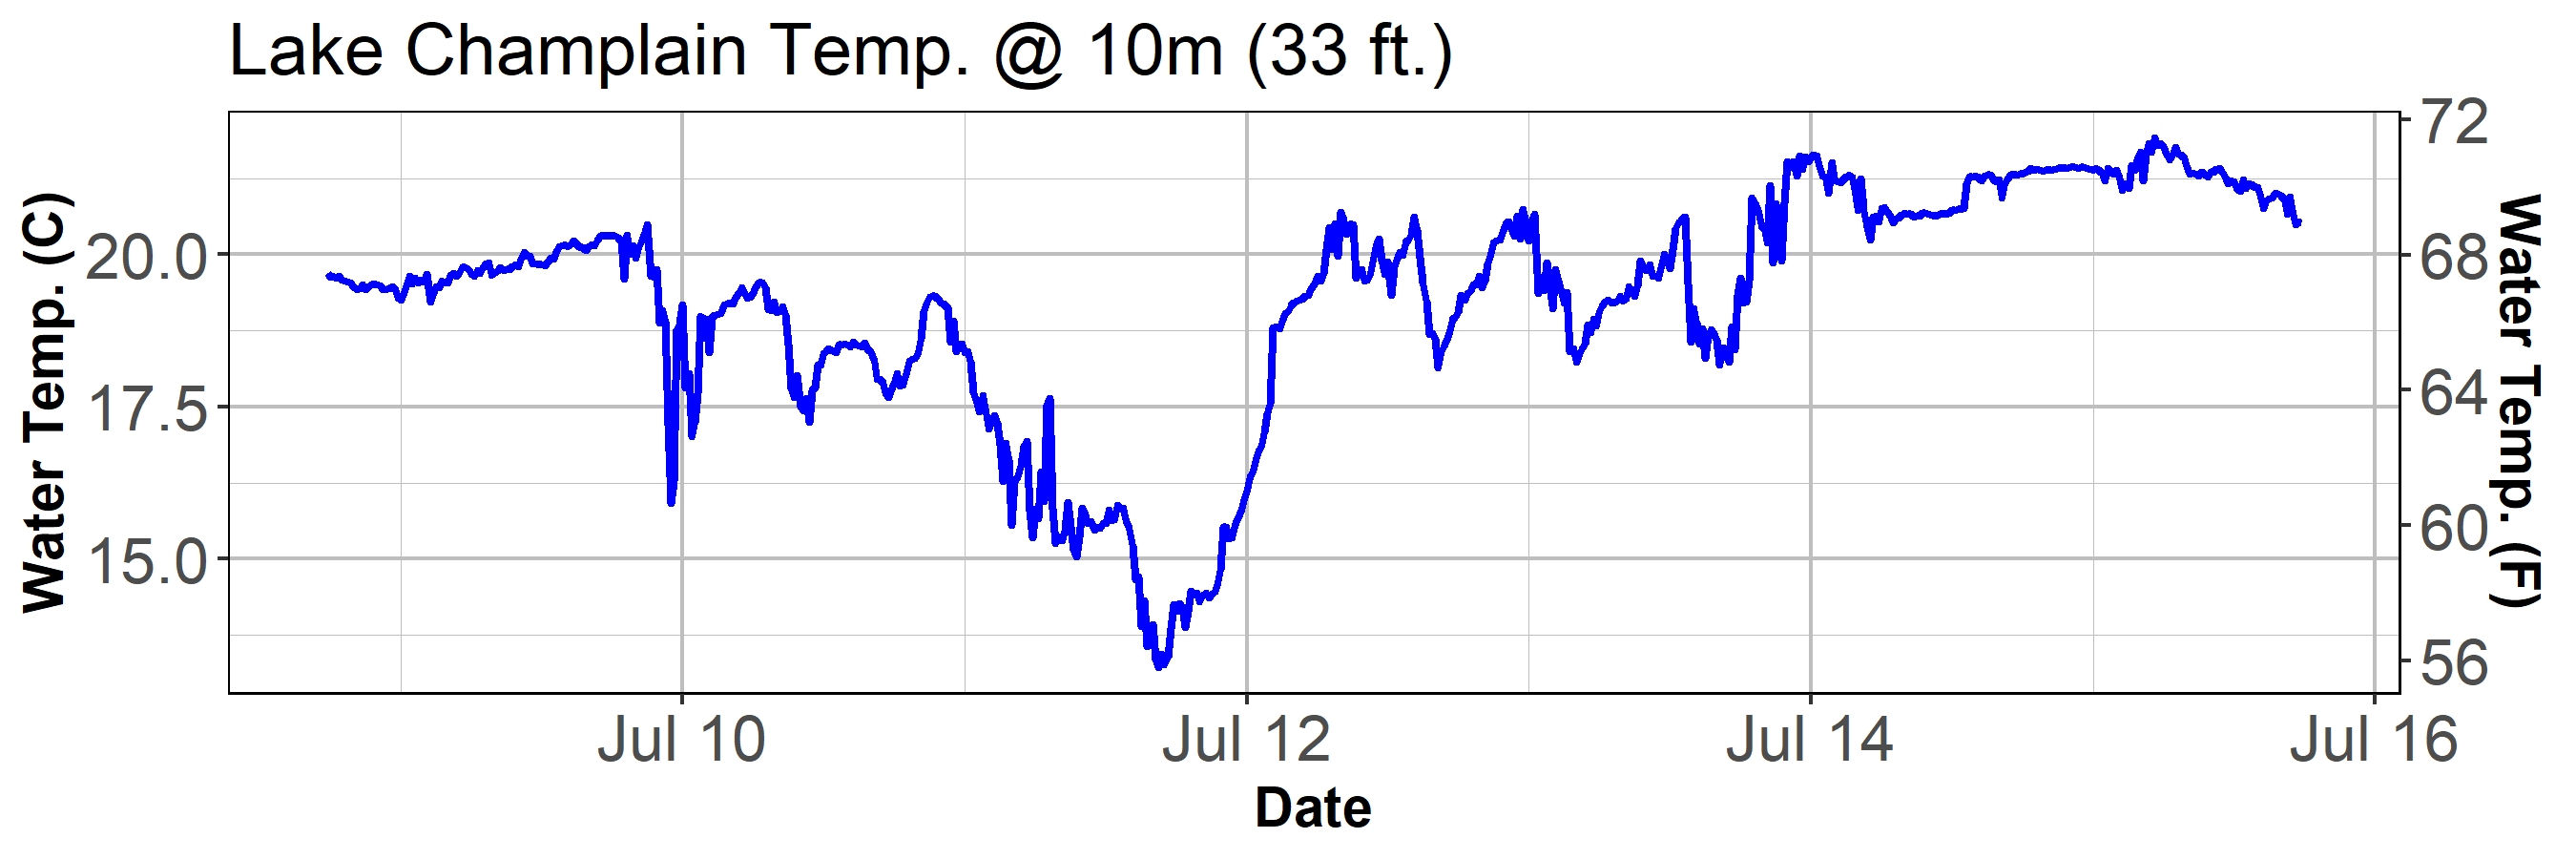 Lake Champlain Temp. @ 10m (33 ft.)
Water Temp. (C)
20.0
17.5
15.0
72
68
64
60
56
Water Temp. (F)
Jul 10
Jul 12
Jul 14
Jul 16
Date